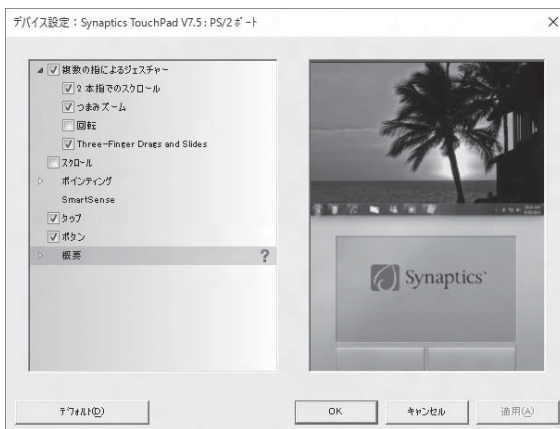 デバイス設定：Synaptics TouchPad V7.5 : PS/2 ﾎﾟｰﾄ
複数の指によるジェスチャー
2 本指でのスクロール
つまみズーム
回転
Three-Finger Drags and Slides
スクロール
ポインティング
SmartSense
タップ
ボタン
概要 ?
Synaptics
デフォルト(D)
OK キャンセル 適用(A)